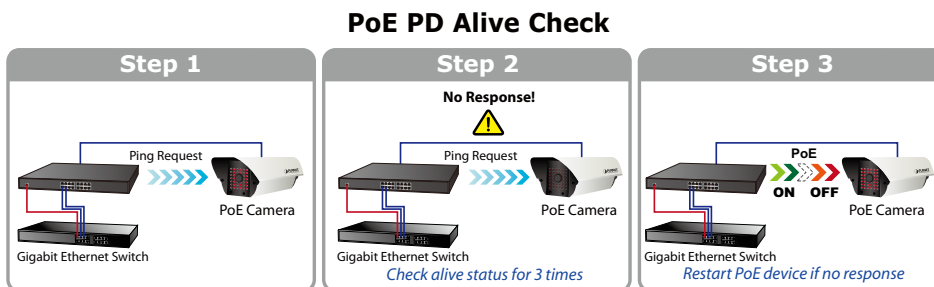 PoE PD Alive Check
Step 1
Ping Request
PoE Camera
Gigabit Ethernet Switch
Step 2
No Response!
Ping Request
PoE Camera
Gigabit Ethernet Switch
Check alive status for 3 times
Step 3
PoE
ON OFF
PoE Camera
Gigabit Ethernet Switch
Restart PoE device if no response